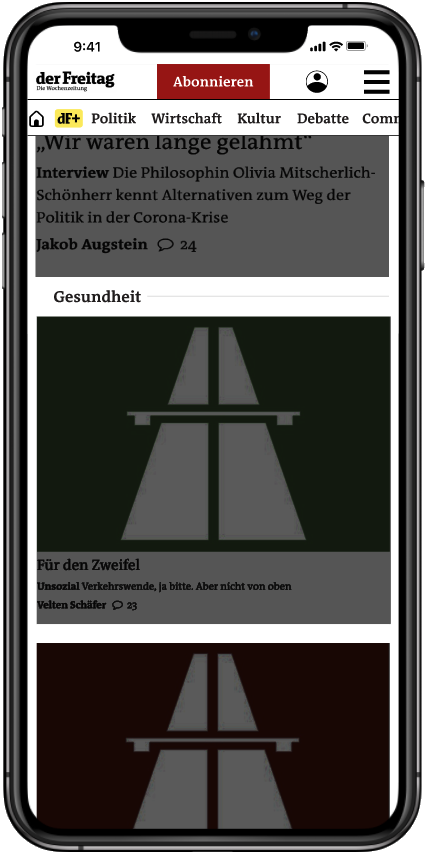 9:41
der Freitag
Die Wochenzeitung
Abonnieren
dF+ Politik Wirtschaft Kultur Debatte Comm
„Wir waren lange gelähmt“
Interview Die Philosophin Olivia Mitscherlich-
Schönherr kennt Alternativen zum Weg der
Politik in der Corona-Krise
Jakob Augstein 24
Gesundheit
Für den Zweifel
Unsozial Verkehrswende, ja bitte. Aber nicht von oben
Velten Schäfer 23